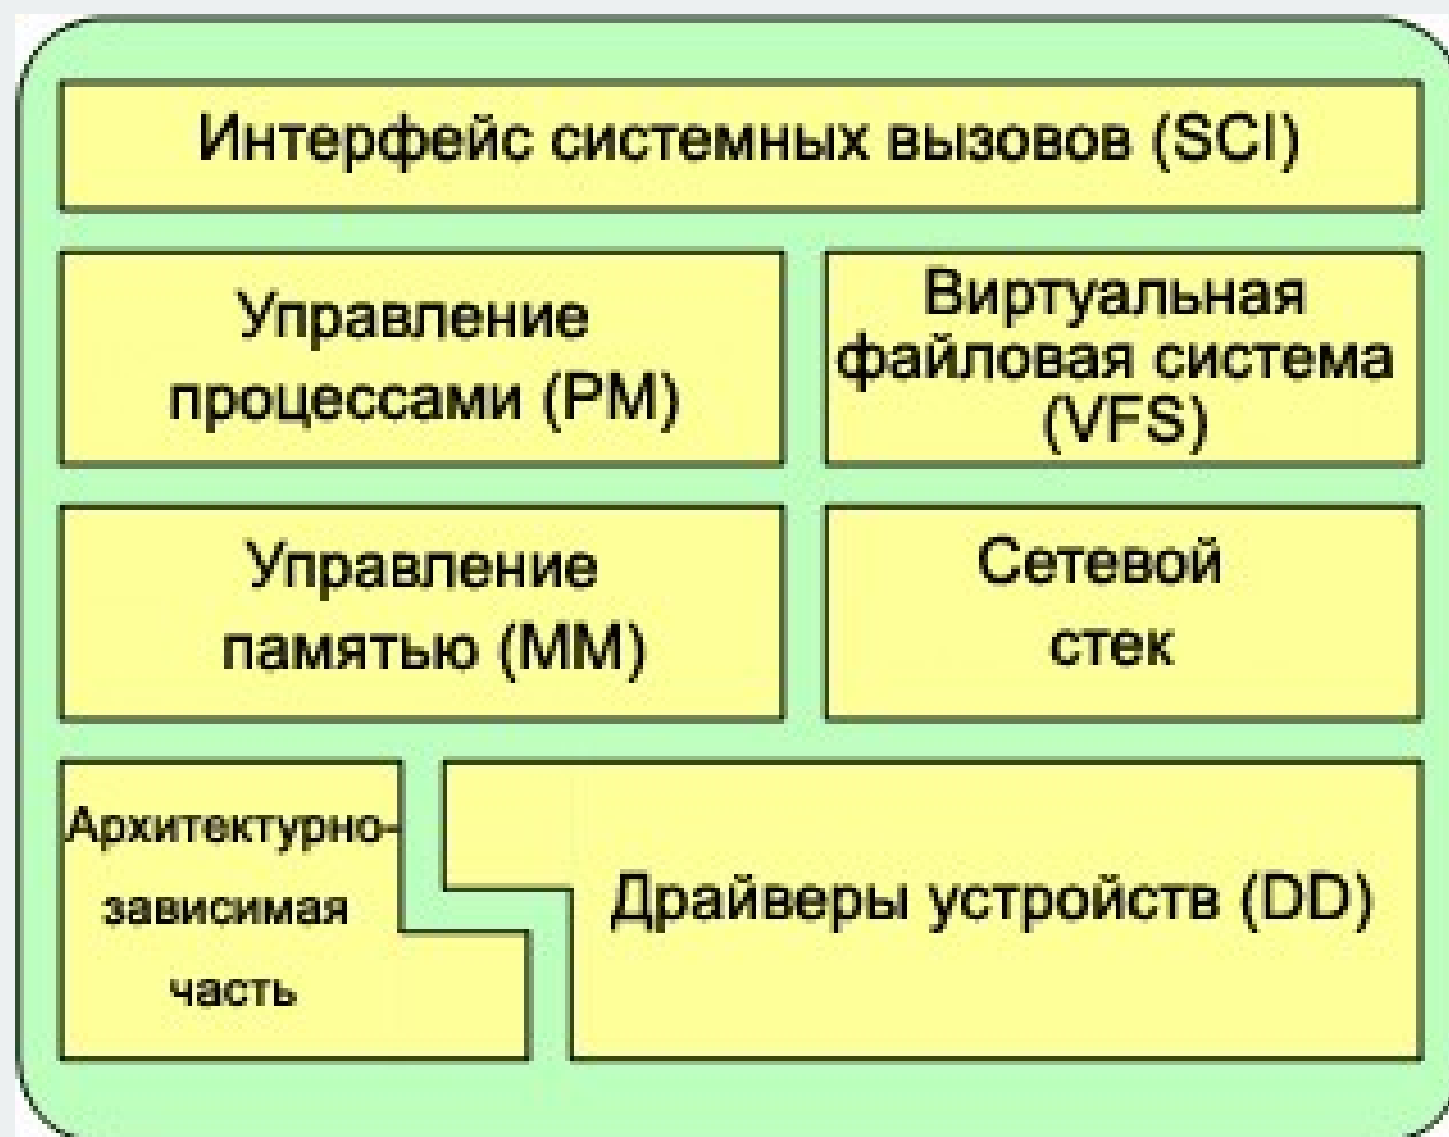 Интерфейс системных вызовов (SCI)
Управление
процессами (PM)
Виртуальная
файловая система
(VFS)
Управление
памятью (MM)
Сетевой
стек
Архитектурно-
зависимая
часть
Драйверы устройств (DD)